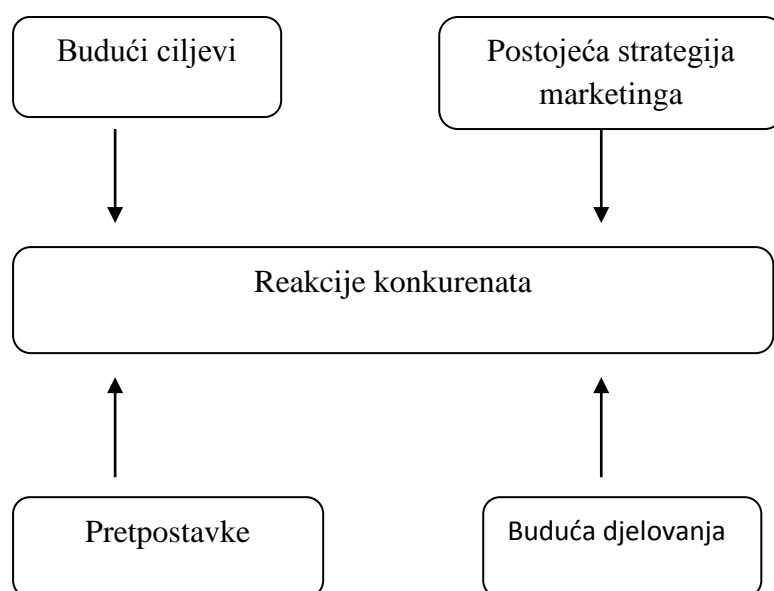 Budući ciljevi
Postojeća strategija
marketinga
Reakcije konkurenata
Pretpostavke
Buduća djelovanja